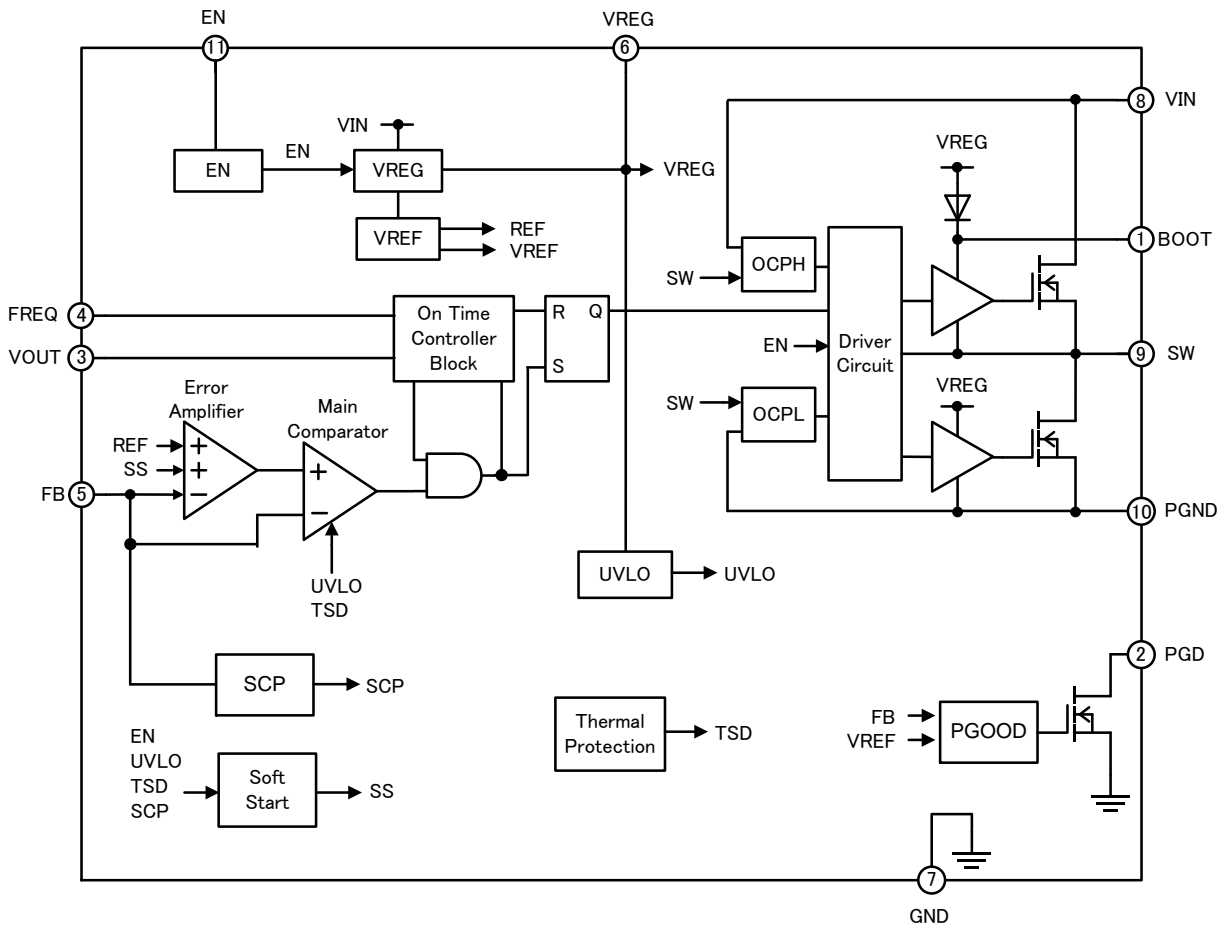 EN
VREG
11
6
8
VIN
VIN
EN
EN
VREG
VREG
VREG
VREF
REF
VREF
1
BOOT
OCPH
SW
FREQ
4
On Time
Controller
Block
R
Q
S
VOUT
3
EN
Driver
Circuit
9
SW
Error
Amplifier
Main
Comparator
SW
OCPL
VREG
REF
+
SS
+
FB
5
−
+
−
10
PGND
UVLO
TSD
UVLO
UVLO
2
PGD
SCP
SCP
Thermal
Protection
TSD
FB
VREF
PGOOD
EN
UVLO
TSD
SCP
Soft
Start
SS
7
GND